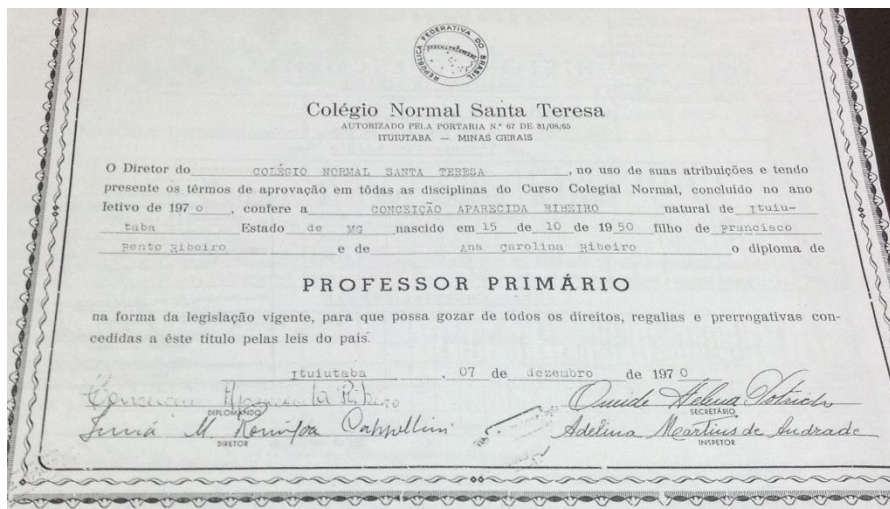 REPÚBLICA FEDERATIVA DO BRASIL
Colégio Normal Santa Teresa
AUTORIZADO PELA PORTARIA N.º 67 DE 31/08/65
ITUIUTABA — MINAS GERAIS
O Diretor do COLÉGIO NORMAL SANTA TERESA, no uso de suas atribuições e tendo
presente os têrmos de aprovação em tôdas as disciplinas do Curso Colegial Normal, concluído no ano
letivo de 1970, confere a CONCEIÇÃO APARECIDA RIBEIRO natural de Ituiu-
taba Estado de MG nascido em 15 de 10 de 1950 filho de Francisco
Bento Ribeiro e de Ana Carolina Ribeiro o diploma de
PROFESSOR PRIMÁRIO
na forma da legislação vigente, para que possa gozar de todos os direitos, regalias e prerrogativas con-
cedidas a êste título pelas leis do país.
Ituiutaba, 07 de dezembro de 1970
Aparecida Ribeiro Helena
DIPLOMANDO SECRETÁRIO
Irmã M. Adelina Martins de Andrade
DIRETOR INSPETOR